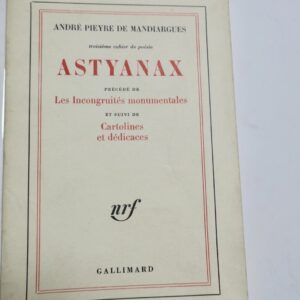 ANDRÉ PIEYRE DE MANDIARGUES
troisième cahier de poésie
ASTYANAX
PRÉCÉDÉ DE
Les Incongruités monumentales
ET SUIVI DE
Cartolines
et dédicaces
nrf
GALLIMARD